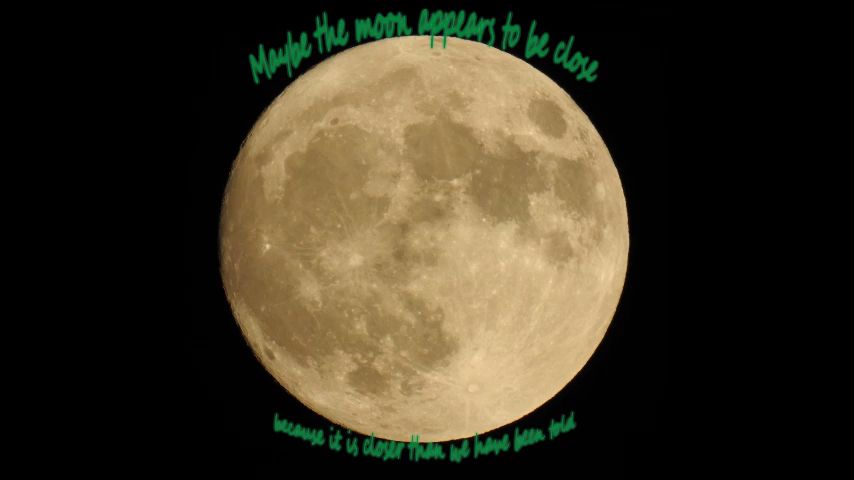 Maybe the moon appears to be close
because it is closer than we have been told